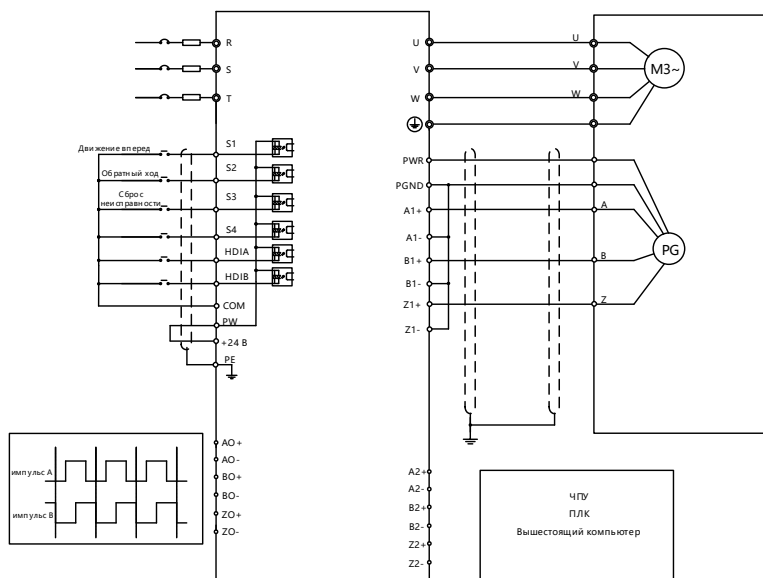 R
S
T
Движение вперед
S1
Обратный ход
S2
Сброс
неисправности
S3
S4
HDIA
HDIB
COM
PW
+24 В
PE
U
V
W
PWR
PGND
A1+
A1-
B1+
B1-
Z1+
Z1-
U
V
W
M3~
A
B
Z
PG
импульс A
импульс B
AO+
AO-
BO+
BO-
ZO+
ZO-
A2+
A2-
B2+
B2-
Z2+
Z2-
ЧПУ
ПЛК
Вышестоящий компьютер